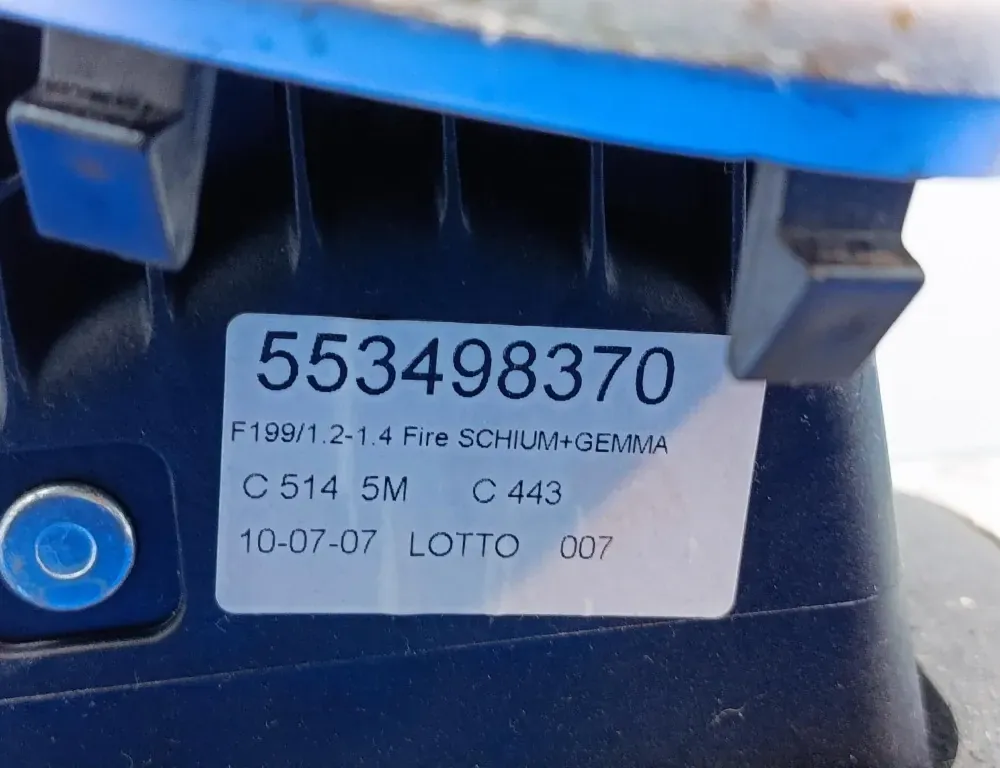 553498370
F199/1.2-1.4 Fire SCHIUM+GEMMA
C 514 5M C 443
10-07-07 LOTTO 007